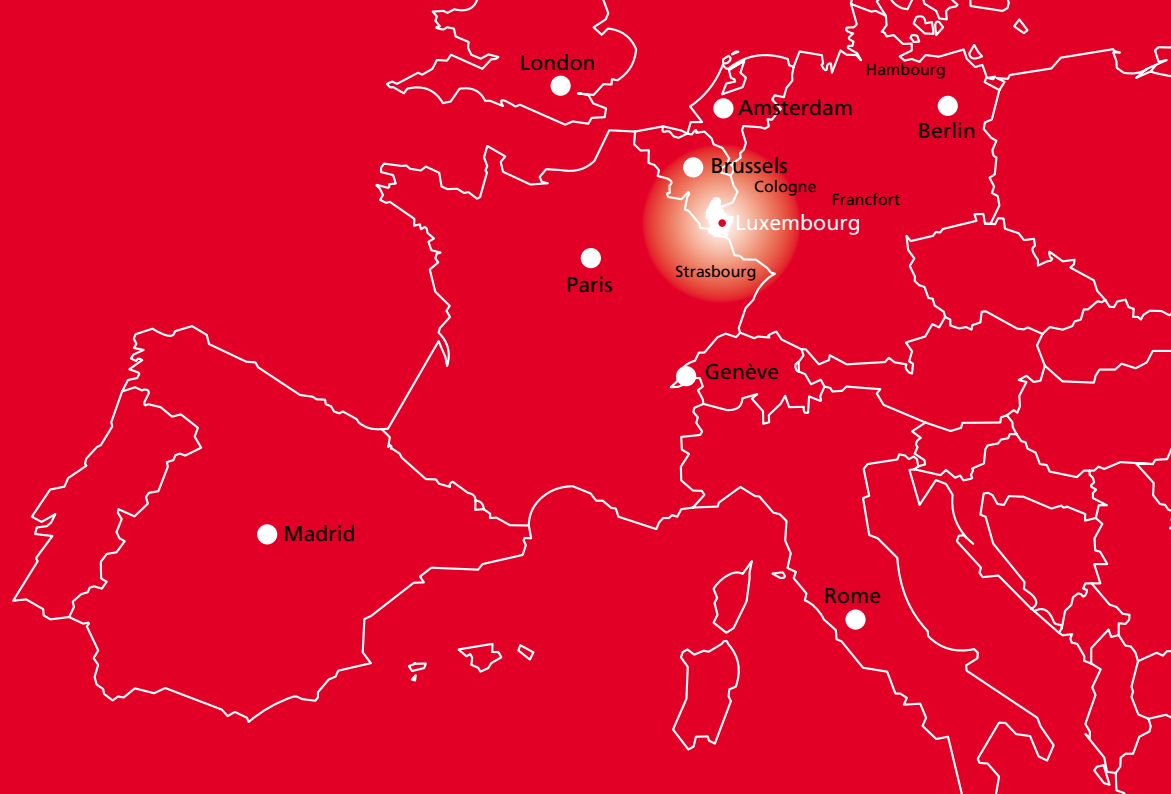 London
Hambourg
Amsterdam
Berlin
Brussels
Cologne
Francfort
Luxembourg
Paris
Strasbourg
Genève
Madrid
Rome